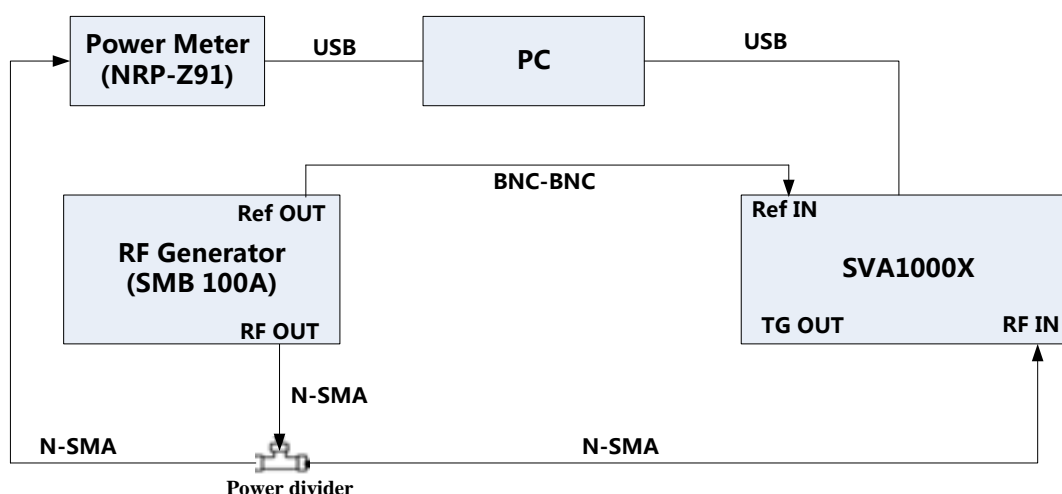 Power Meter
(NRP-Z91)
USB
PC
USB
BNC-BNC
Ref OUT
RF Generator
(SMB 100A)
RF OUT
Ref IN
SVA1000X
TG OUT
RF IN
N-SMA
N-SMA
N-SMA
Power divider